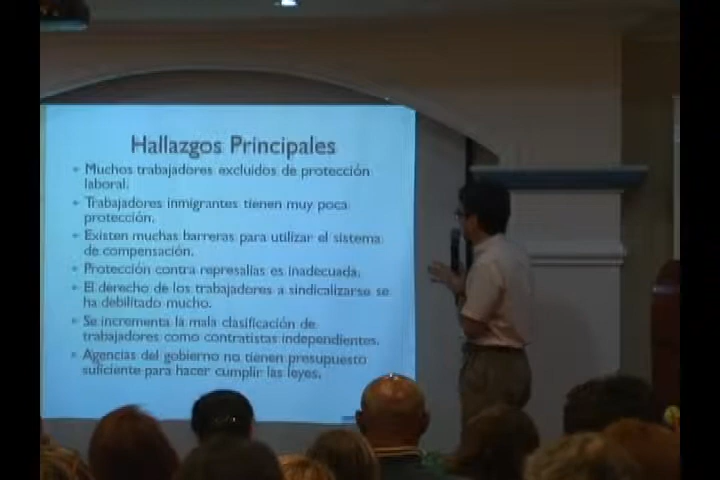 Hallazgos Principales
Muchos trabajadores excluidos de protección
laboral.
Trabajadores inmigrantes tienen muy poca
protección.
Existen muchas barreras para utilizar el sistema
de compensación.
Protección contra represalias es inadecuada.
El derecho de los trabajadores a sindicalizarse se
ha debilitado mucho.
Se incrementa la mala clasificación de
trabajadores como contratistas independientes.
Agencias del gobierno no tienen presupuesto
suficiente para hacer cumplir las leyes.